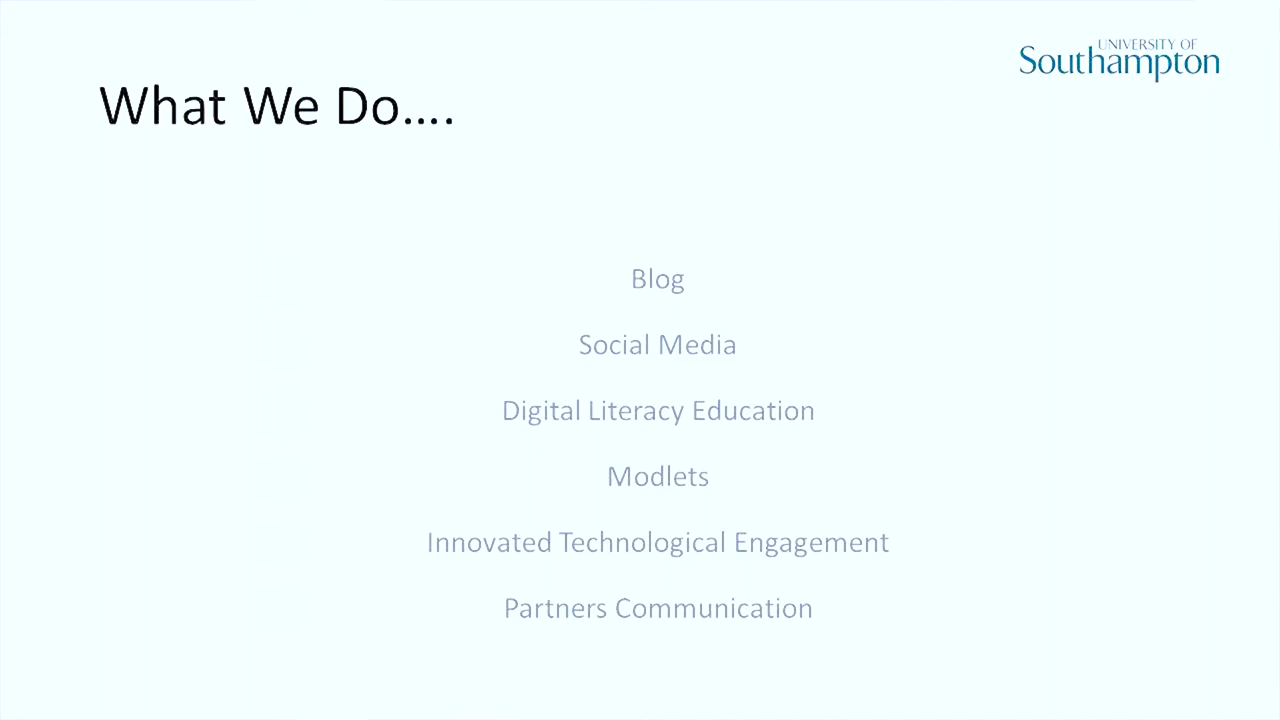 UNIVERSITY OF
Southampton
What We Do....
Blog
Social Media
Digital Literacy Education
Modlets
Innovated Technological Engagement
Partners Communication